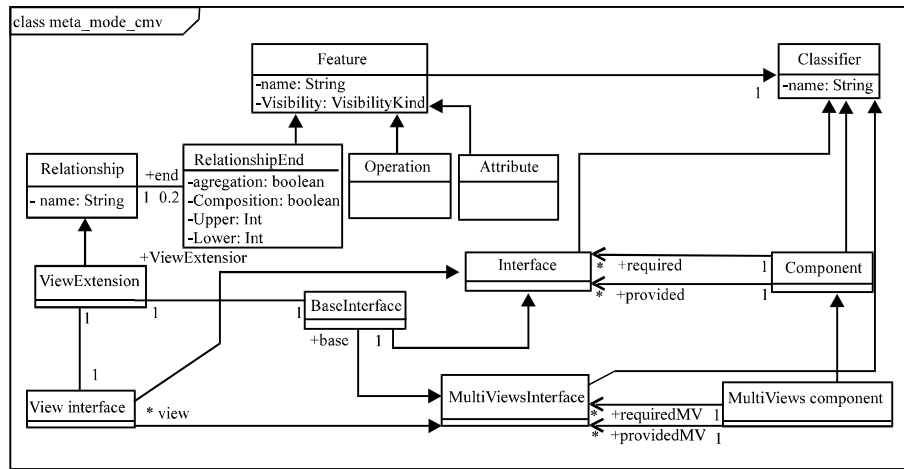 class meta_mode_cmv
Feature
-name: String
-Visibility: VisibilityKind
Classifier
-name: String
1
Relationship
- name: String
+end
1 0.2
RelationshipEnd
-agregation: boolean
-Composition: boolean
-Upper: Int
-Lower: Int
Operation
Attribute
+ViewExtensior
ViewExtension
1
1
1
BaseInterface
+base
1
1
Interface
* +required 1
* +provided 1
Component
View interface
* view
MultiViewsInterface
* +requiredMV 1
* +providedMV 1
MultiViews component